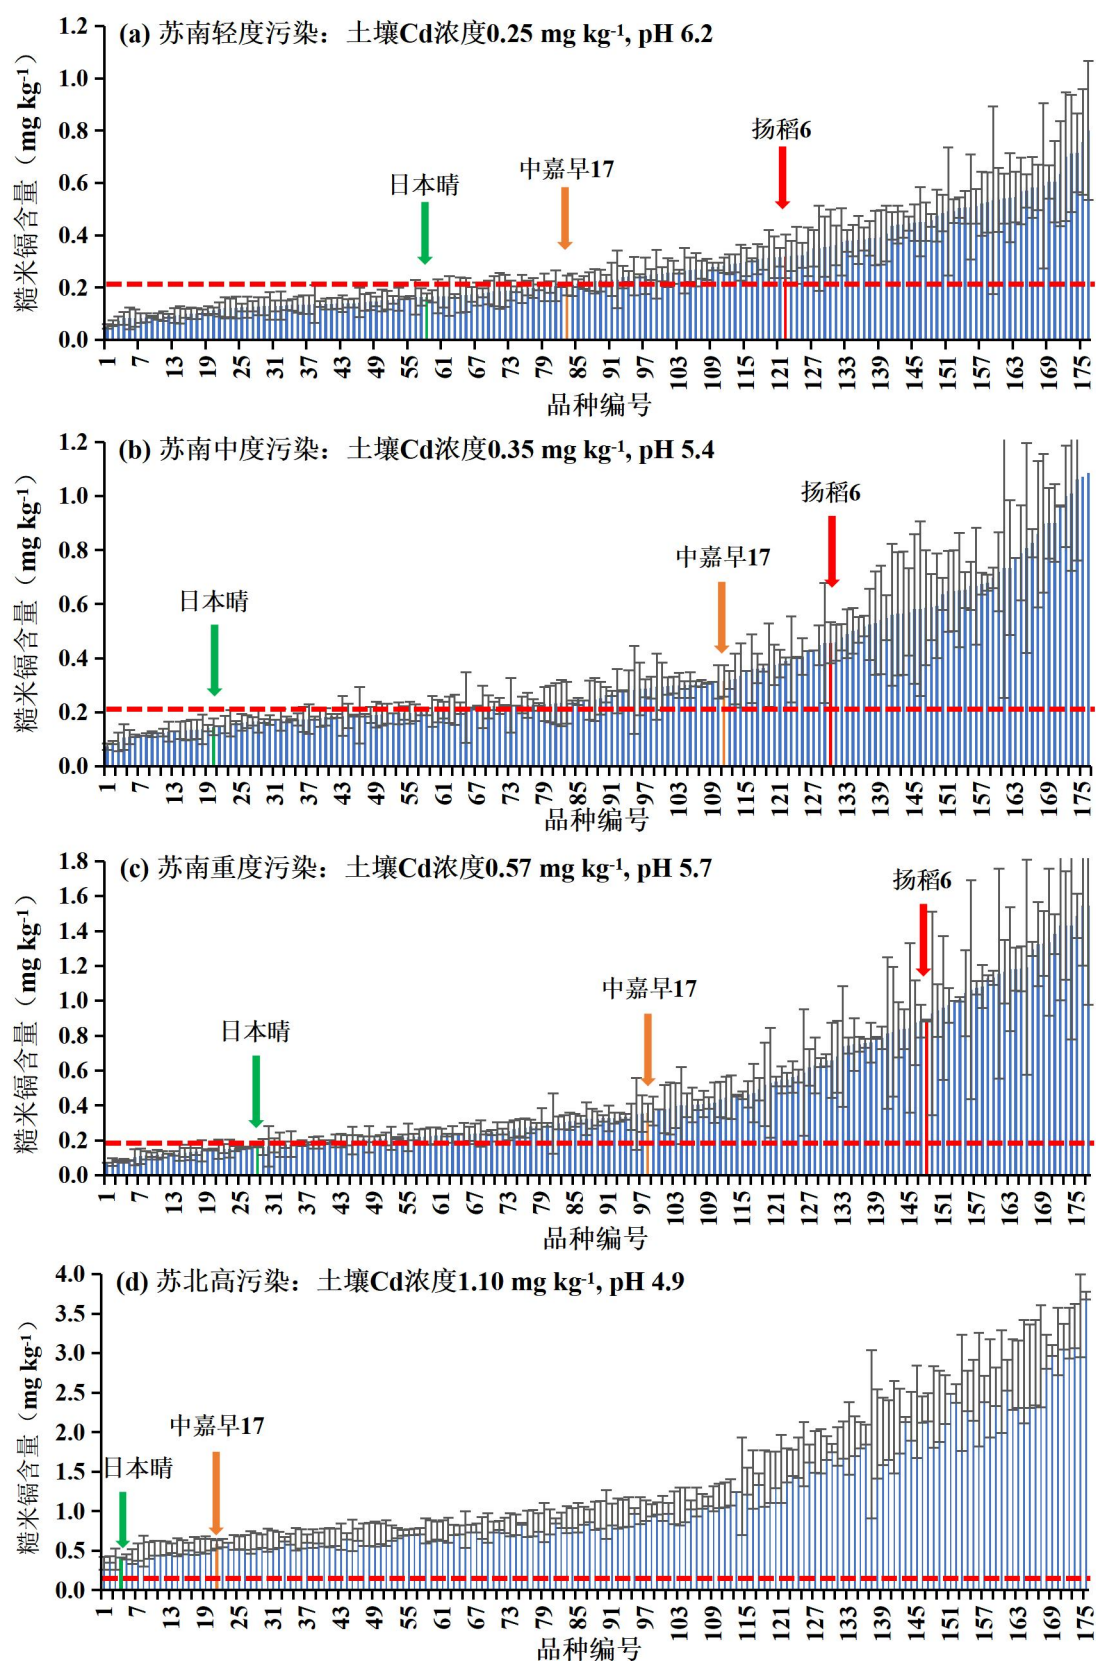 (a) 苏南轻度污染：土壤Cd浓度0.25 mg kg-1, pH 6.2
糙米镉含量（mg kg-1）
1.2
1.0
0.8
0.6
0.4
0.2
0.0
日本晴
中嘉早17
扬稻6
1 7 13 19 25 31 37 43 49 55 61 67 73 79 85 91 97 103 109 115 121 127 133 139 145 151 157 163 169 175
品种编号
(b) 苏南中度污染：土壤Cd浓度0.35 mg kg-1, pH 5.4
糙米镉含量（mg kg-1）
1.2
1.0
0.8
0.6
0.4
0.2
0.0
日本晴
中嘉早17
扬稻6
1 7 13 19 25 31 37 43 49 55 61 67 73 79 85 91 97 103 109 115 121 127 133 139 145 151 157 163 169 175
品种编号
(c) 苏南重度污染：土壤Cd浓度0.57 mg kg-1, pH 5.7
糙米镉含量（mg kg-1）
1.8
1.6
1.4
1.2
1.0
0.8
0.6
0.4
0.2
0.0
日本晴
中嘉早17
扬稻6
1 7 13 19 25 31 37 43 49 55 61 67 73 79 85 91 97 103 109 115 121 127 133 139 145 151 157 163 169 175
品种编号
(d) 苏北高污染：土壤Cd浓度1.10 mg kg-1, pH 4.9
糙米镉含量（mg kg-1）
4.0
3.5
3.0
2.5
2.0
1.5
1.0
0.5
0.0
日本晴
中嘉早17
1 7 13 19 25 31 37 43 49 55 61 67 73 79 85 91 97 103 109 115 121 127 133 139 145 151 157 163 169 175
品种编号